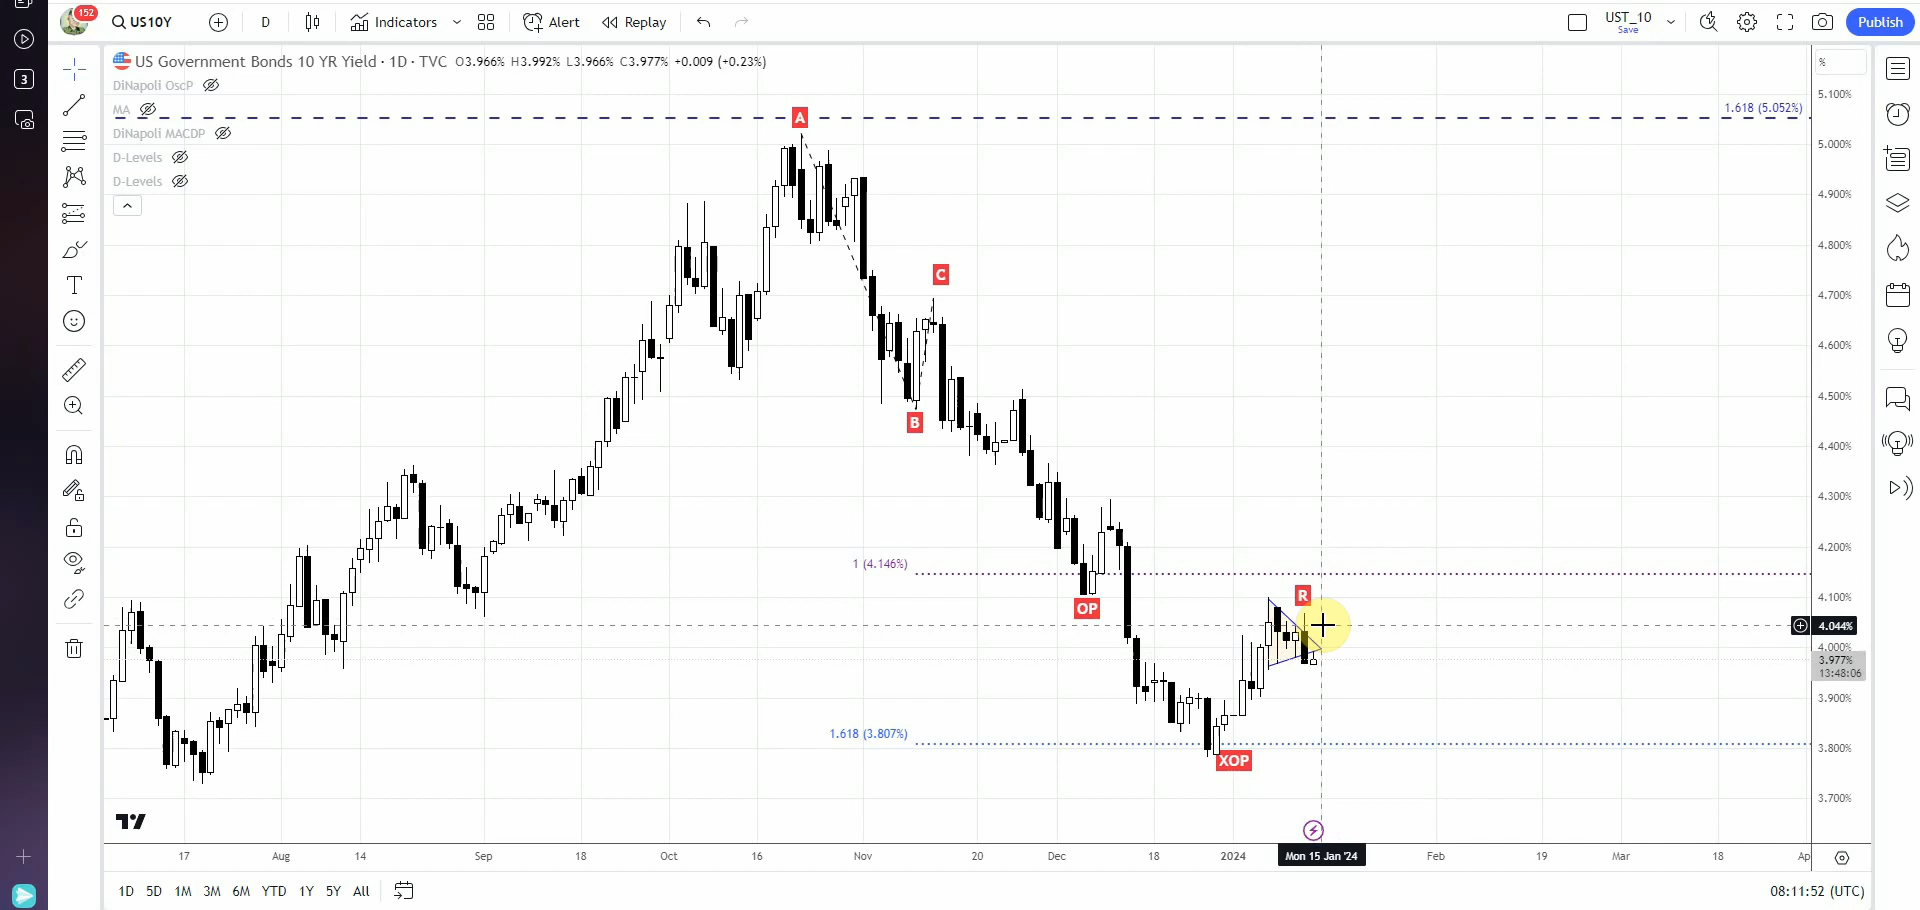 152
US10Y
D
Indicators
Alert
Replay
UST_10
Save
Publish
3
US Government Bonds 10 YR Yield · 1D · TVC O3.966% H3.992% L3.966% C3.977% +0.009 (+0.23%)
DiNapoli OscP
MA
DiNapoli MACDP
D-Levels
D-Levels
%
5.100%
5.000%
4.900%
4.800%
4.700%
4.600%
4.500%
4.400%
4.300%
4.200%
4.100%
4.044%
4.000%
3.977%
13:48:06
3.900%
3.800%
3.700%
1.618 (5.052%)
A
C
B
1 (4.146%)
OP
R
1.618 (3.807%)
XOP
17
Aug
14
Sep
18
Oct
16
Nov
20
Dec
18
2024
Mon 15 Jan '24
Feb
19
Mar
18
Ap
1D 5D 1M 3M 6M YTD 1Y 5Y All
08:11:52 (UTC)